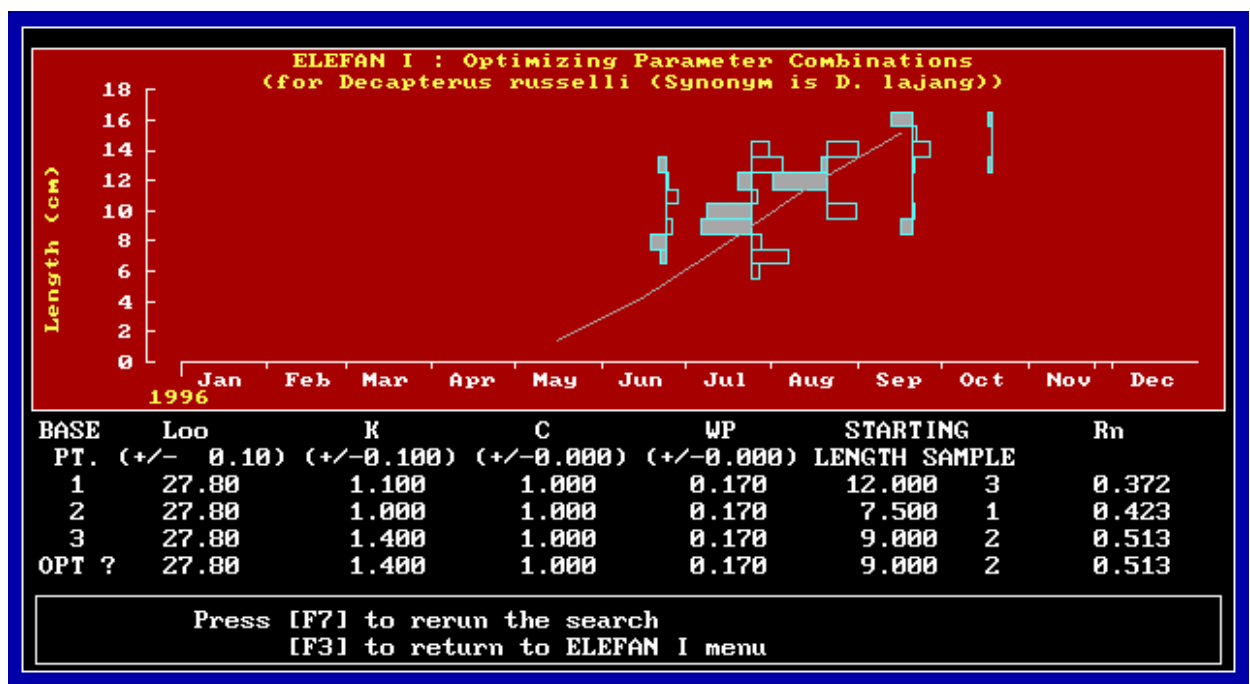 ELEFAN I : Optimizing Parameter Combinations
(for Decapterus russelli (Synonym is D. lajang))
18
16
14
12
10
8
6
4
2
0
Length (cm)
Jan Feb Mar Apr May Jun Jul Aug Sep Oct Nov Dec
1996
BASE Loo K C WP STARTING Rn
PT. (+/- 0.10) (+/-0.100) (+/-0.000) (+/-0.000) LENGTH SAMPLE
1 27.80 1.100 1.000 0.170 12.000 3 0.372
2 27.80 1.000 1.000 0.170 7.500 1 0.423
3 27.80 1.400 1.000 0.170 9.000 2 0.513
OPT ? 27.80 1.400 1.000 0.170 9.000 2 0.513
Press [F7] to rerun the search
[F3] to return to ELEFAN I menu